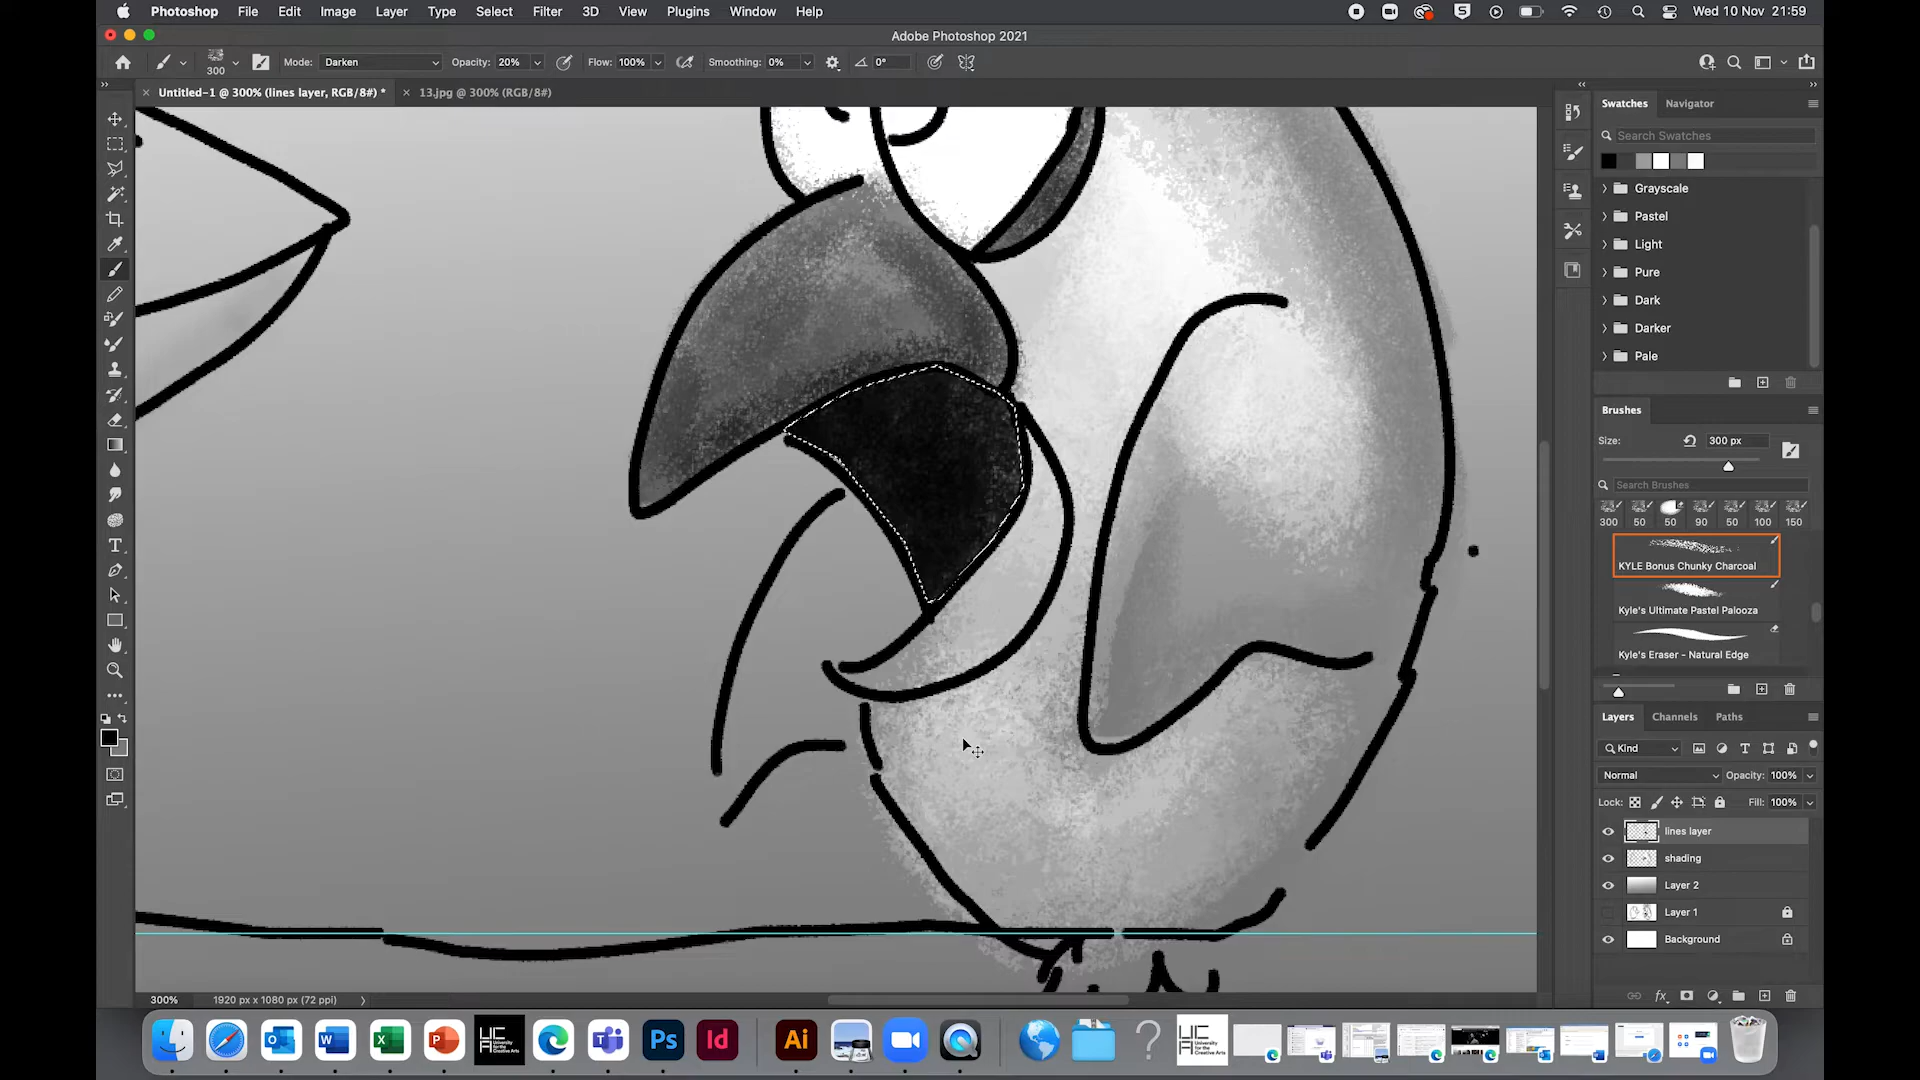 Photoshop File Edit Image Layer Type Select Filter 3D View Plugins Window Help Wed 10 Nov 21:59
Adobe Photoshop 2021
300 Mode: Darken Opacity: 20% Flow: 100% Smoothing: 0% 0°
Untitled-1 @ 300% (lines layer, RGB/8#) * 13.jpg @ 300% (RGB/8#)
Swatches Navigator
Search Swatches
Grayscale
Pastel
Light
Pure
Dark
Darker
Pale
Brushes
Size: 300 px
Search Brushes
300 50 50 90 50 100 150
KYLE Bonus Chunky Charcoal
Kyle's Ultimate Pastel Palooza
Kyle's Eraser - Natural Edge
Layers Channels Paths
Kind
Normal Opacity: 100%
Lock: Fill: 100%
lines layer
shading
Layer 2
Layer 1
Background
300% 1920 px x 1080 px (72 ppi)
Ps Id Ai